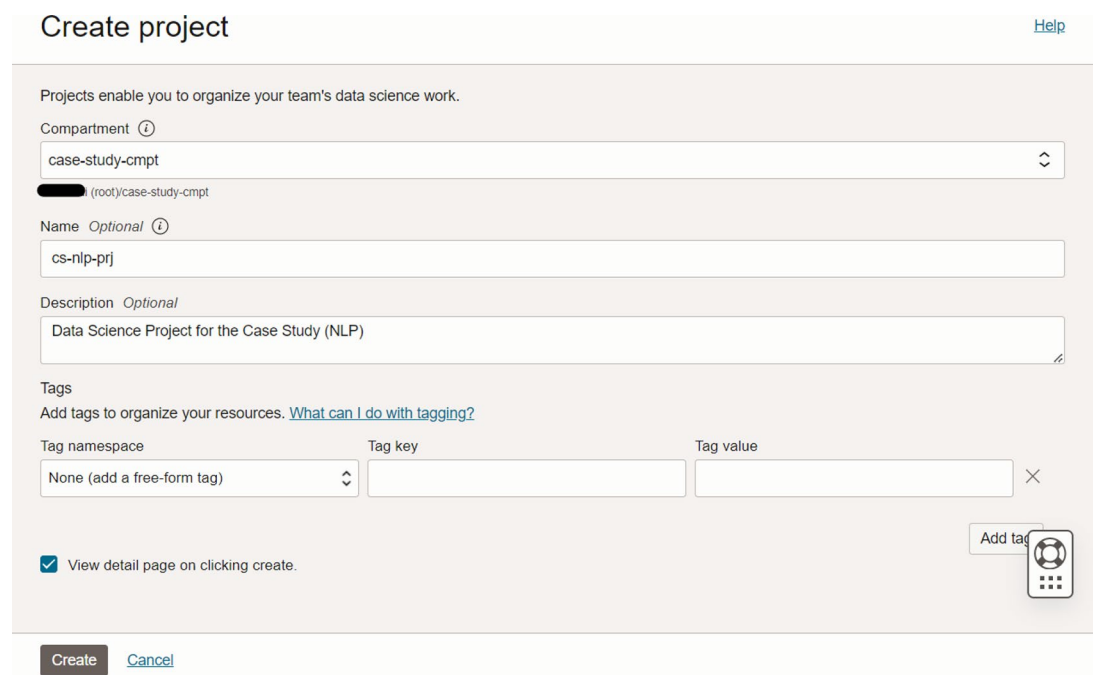 Create project
Help
Projects enable you to organize your team's data science work.
Compartment
case-study-cmpt
(root)/case-study-cmpt
Name Optional
cs-nlp-prj
Description Optional
Data Science Project for the Case Study (NLP)
Tags
Add tags to organize your resources. What can I do with tagging?
Tag namespace Tag key Tag value
None (add a free-form tag)
Add tag
View detail page on clicking create.
Create Cancel